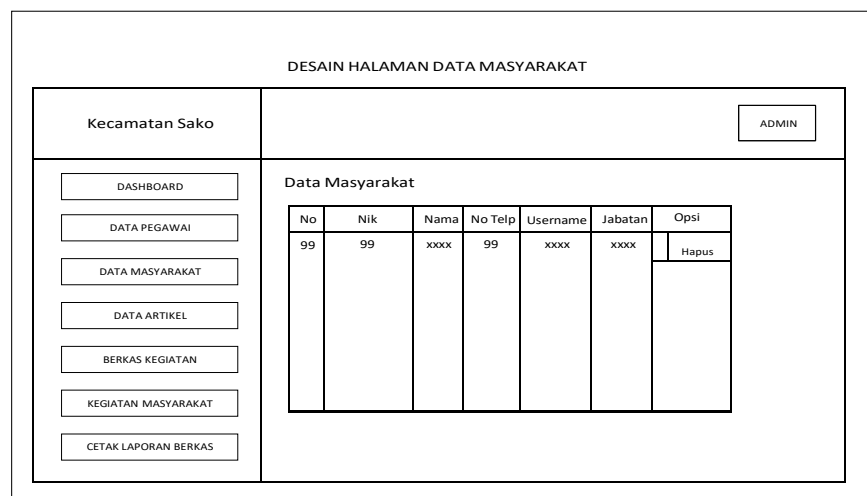 DESAIN HALAMAN DATA MASYARAKAT
Kecamatan Sako
ADMIN
DASHBOARD
DATA PEGAWAI
DATA MASYARAKAT
DATA ARTIKEL
BERKAS KEGIATAN
KEGIATAN MASYARAKAT
CETAK LAPORAN BERKAS
Data Masyarakat
No Nik Nama No Telp Username Jabatan Opsi
99 99 xxxx 99 xxxx xxxx Hapus